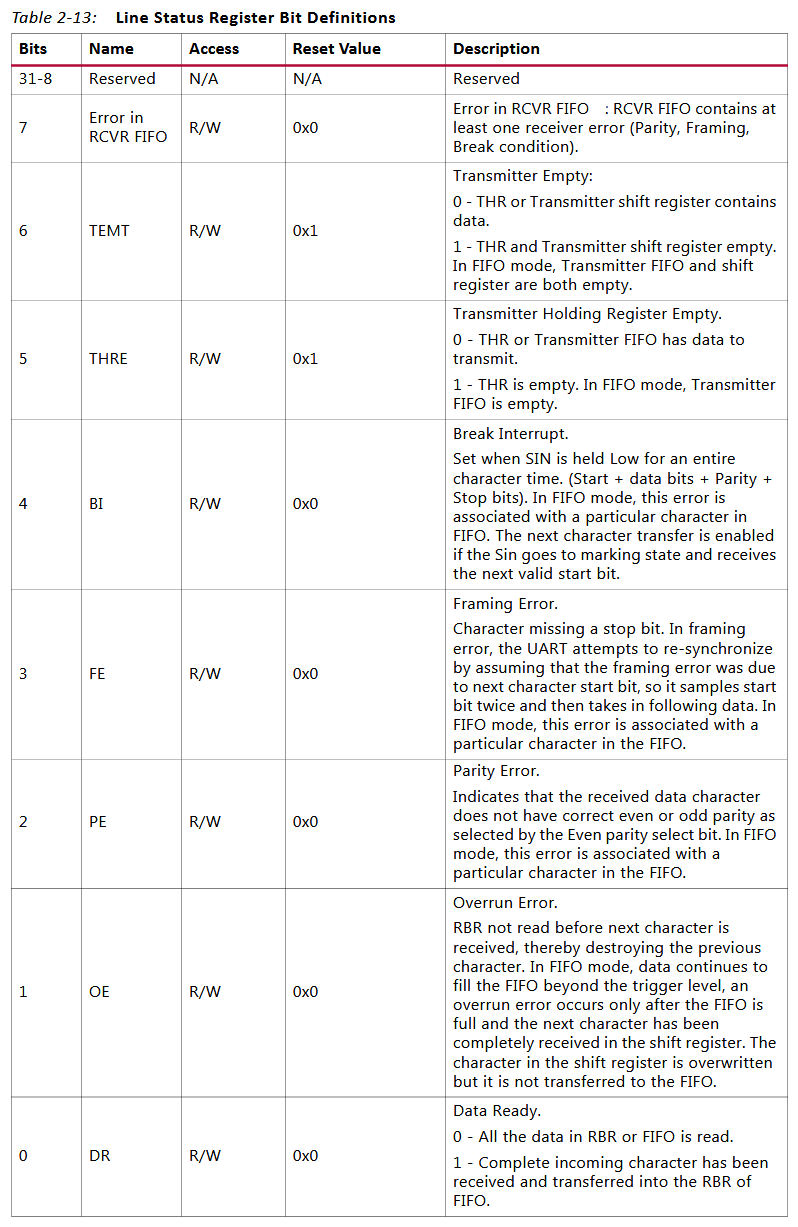 Table 2-13: Line Status Register Bit Definitions
Bits Name Access Reset Value Description
31-8 Reserved N/A N/A Reserved
7 Error in RCVR FIFO R/W 0x0 Error in RCVR FIFO : RCVR FIFO contains at
least one receiver error (Parity, Framing,
Break condition).
6 TEMT R/W 0x1 Transmitter Empty:
0 - THR or Transmitter shift register contains
data.
1 - THR and Transmitter shift register empty.
In FIFO mode, Transmitter FIFO and shift
register are both empty.
5 THRE R/W 0x1 Transmitter Holding Register Empty.
0 - THR or Transmitter FIFO has data to
transmit.
1 - THR is empty. In FIFO mode, Transmitter
FIFO is empty.
4 BI R/W 0x0 Break Interrupt.
Set when SIN is held Low for an entire
character time. (Start + data bits + Parity +
Stop bits). In FIFO mode, this error is
associated with a particular character in
FIFO. The next character transfer is enabled
if the Sin goes to marking state and receives
the next valid start bit.
3 FE R/W 0x0 Framing Error.
Character missing a stop bit. In framing
error, the UART attempts to re-synchronize
by assuming that the framing error was due
to next character start bit, so it samples start
bit twice and then takes in following data. In
FIFO mode, this error is associated with a
particular character in the FIFO.
2 PE R/W 0x0 Parity Error.
Indicates that the received data character
does not have correct even or odd parity as
selected by the Even parity select bit. In FIFO
mode, this error is associated with a
particular character in the FIFO.
1 OE R/W 0x0 Overrun Error.
RBR not read before next character is
received, thereby destroying the previous
character. In FIFO mode, data continues to
fill the FIFO beyond the trigger level, an
overrun error occurs only after the FIFO is
full and the next character has been
completely received in the shift register. The
character in the shift register is overwritten
but it is not transferred to the FIFO.
0 DR R/W 0x0 Data Ready.
0 - All the data in RBR or FIFO is read.
1 - Complete incoming character has been
received and transferred into the RBR of
FIFO.